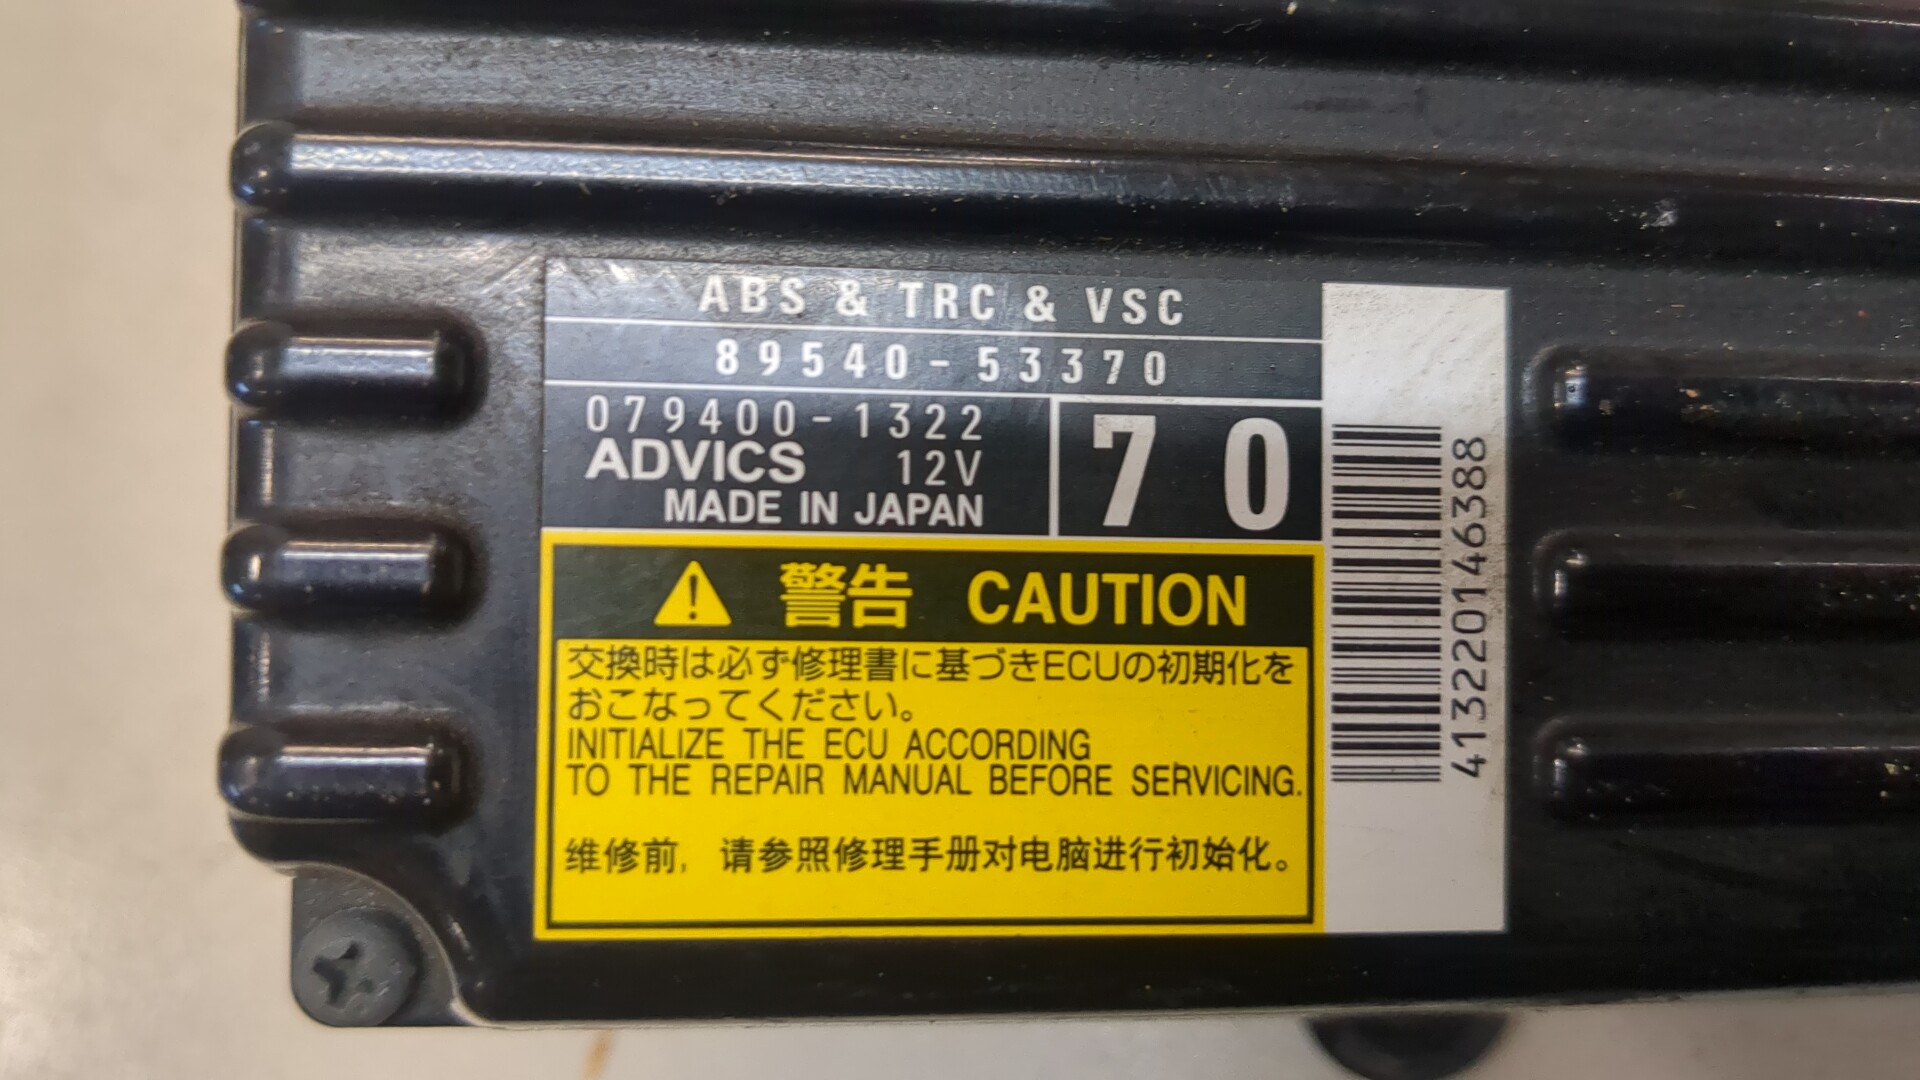 ABS & TRC & VSC
89540-53370
079400-1322
ADVICS 12V
MADE IN JAPAN
70
警告 CAUTION
交換時は必ず修理書に基づきECUの初期化を
おこなってください。
INITIALIZE THE ECU ACCORDING
TO THE REPAIR MANUAL BEFORE SERVICING.
维修前，请参照修理手册对电脑进行初始化。
413220146388